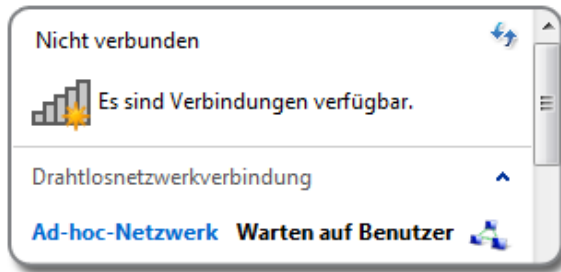 Nicht verbunden
Es sind Verbindungen verfügbar.
Drahtlosnetzwerkverbindung
Ad-hoc-Netzwerk Warten auf Benutzer